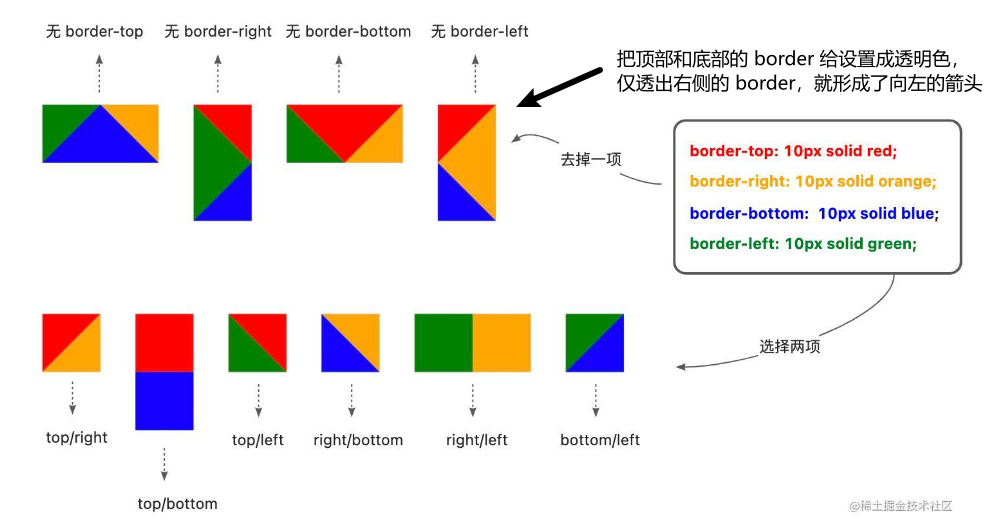 无 border-top
无 border-right
无 border-bottom
无 border-left
把顶部和底部的 border 给设置成透明色，
仅透出右侧的 border，就形成了向左的箭头
去掉一项
border-top: 10px solid red;
border-right: 10px solid orange;
border-bottom: 10px solid blue;
border-left: 10px solid green;
选择两项
top/right
top/bottom
top/left
right/bottom
right/left
bottom/left
@稀土掘金技术社区